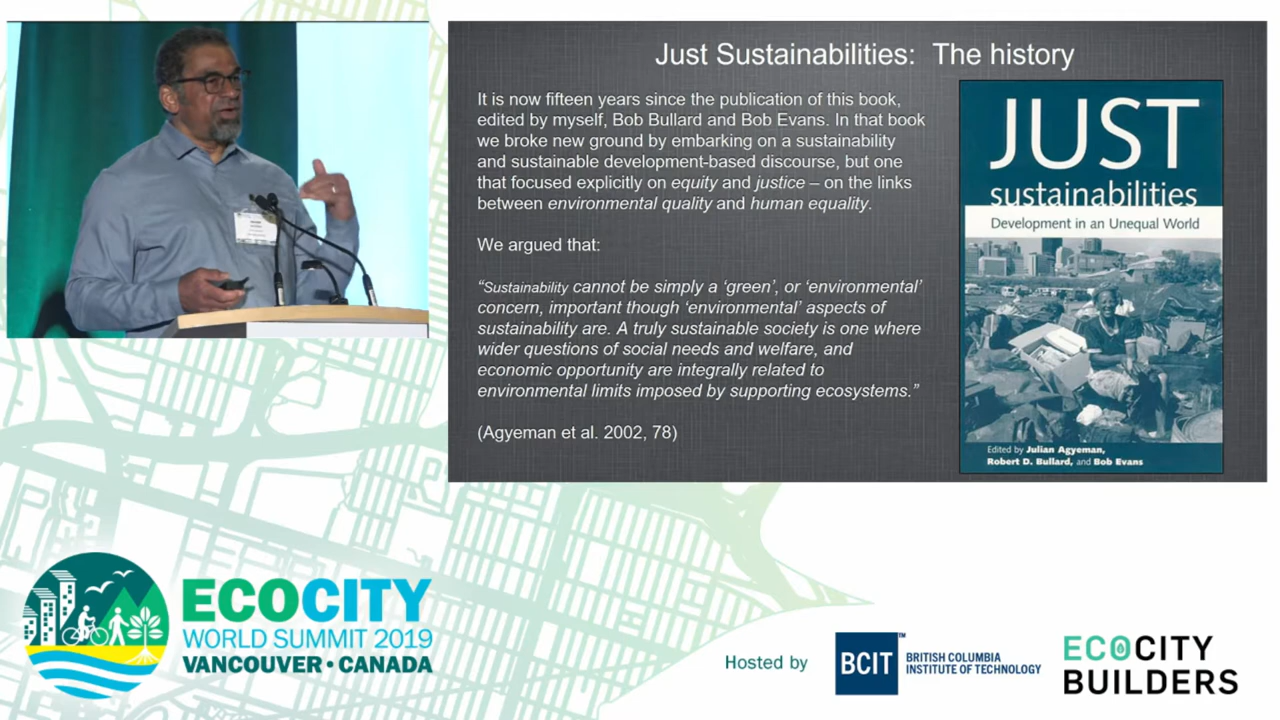 Just Sustainabilities: The history
It is now fifteen years since the publication of this book,
edited by myself, Bob Bullard and Bob Evans. In that book
we broke new ground by embarking on a sustainability
and sustainable development-based discourse, but one
that focused explicitly on equity and justice – on the links
between environmental quality and human equality.
We argued that:
“Sustainability cannot be simply a ‘green’, or ‘environmental’
concern, important though ‘environmental’ aspects of
sustainability are. A truly sustainable society is one where
wider questions of social needs and welfare, and
economic opportunity are integrally related to
environmental limits imposed by supporting ecosystems.”
(Agyeman et al. 2002, 78)
JUST
sustainabilities
Development in an Unequal World
Edited by Julian Agyeman,
Robert D. Bullard, and Bob Evans
ECOCITY
WORLD SUMMIT 2019
VANCOUVER • CANADA
Hosted by
BCIT™
BRITISH COLUMBIA
INSTITUTE OF TECHNOLOGY
ECOCITY
BUILDERS